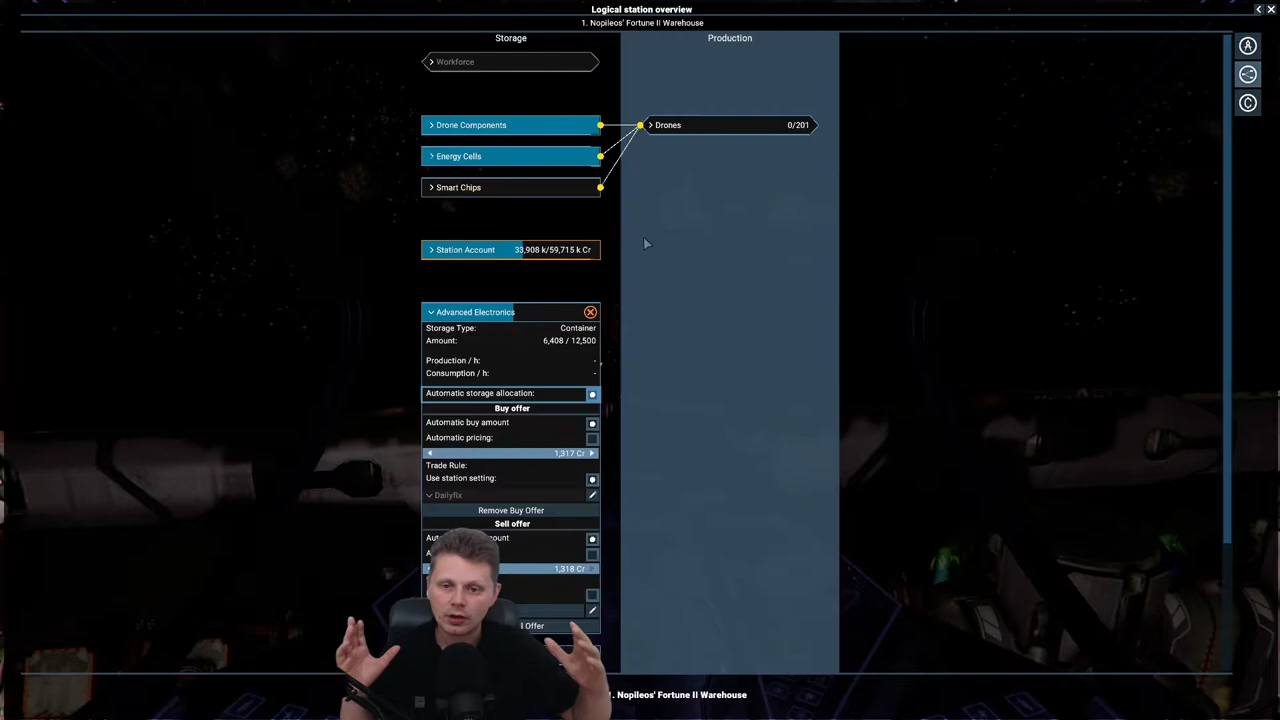 Logical station overview
1. Nopileos' Fortune II Warehouse
Storage
Production
Workforce
Drone Components
Drones 0/201
Energy Cells
Smart Chips
Station Account 33,908 k/59,715 k Cr
Advanced Electronics
Storage Type: Container
Amount: 6,408 / 12,500
Production / h: -
Consumption / h: -
Automatic storage allocation:
Buy offer
Automatic buy amount
Automatic pricing:
1,317 Cr
Trade Rule:
Use station setting:
Dailyfix
Remove Buy Offer
Sell offer
1,318 Cr
Offer
1. Nopileos' Fortune II Warehouse